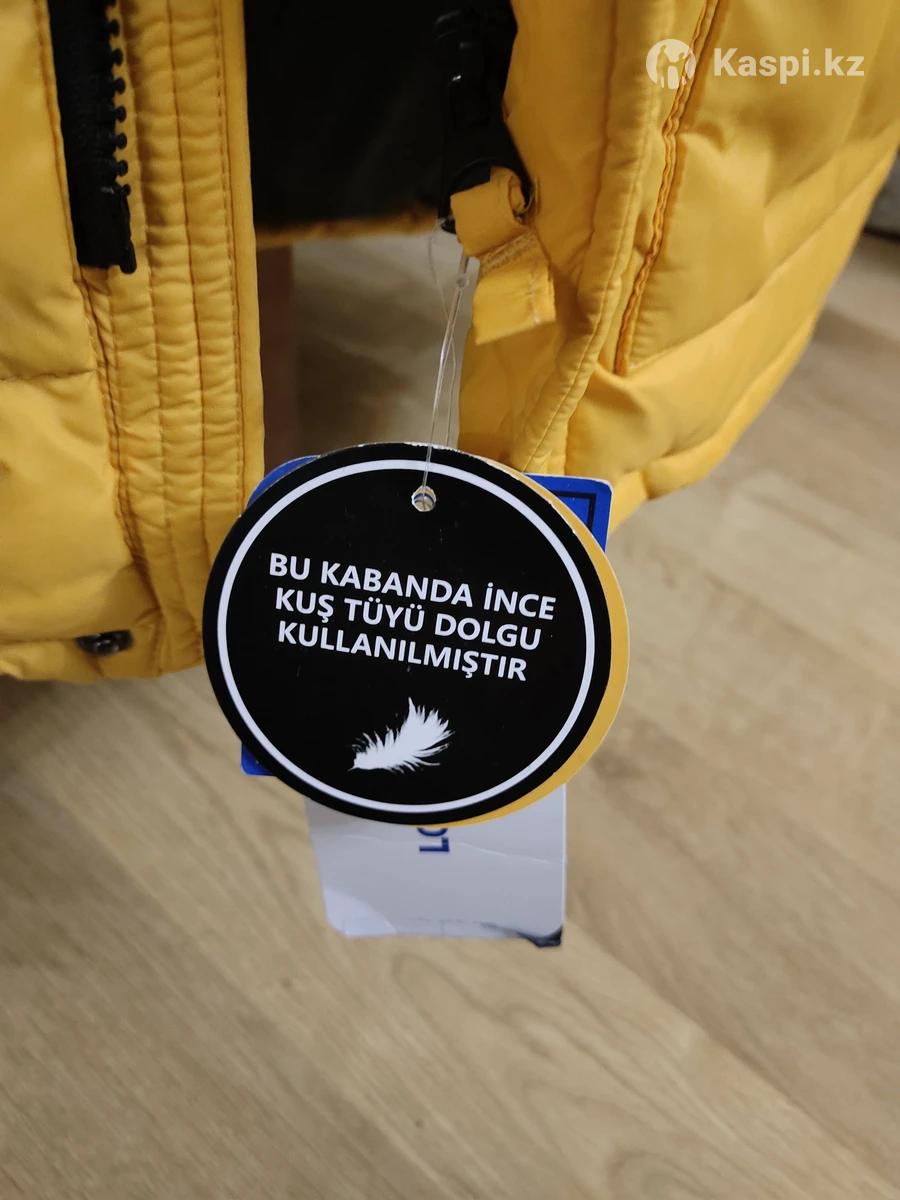 Kaspi.kz
BU KABANDA İNCE
KUŞ TÜYÜ DOLGU
KULLANILMIŞTIR